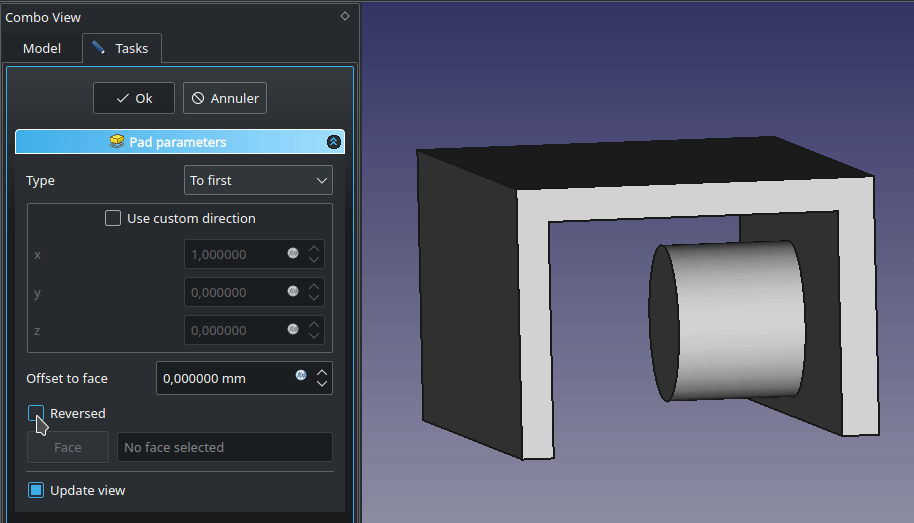 Combo View
Model
Tasks
Ok
Annuler
Pad parameters
Type
To first
Use custom direction
x
1,000000
y
0,000000
z
0,000000
Offset to face
0,000000 mm
Reversed
Face
No face selected
Update view